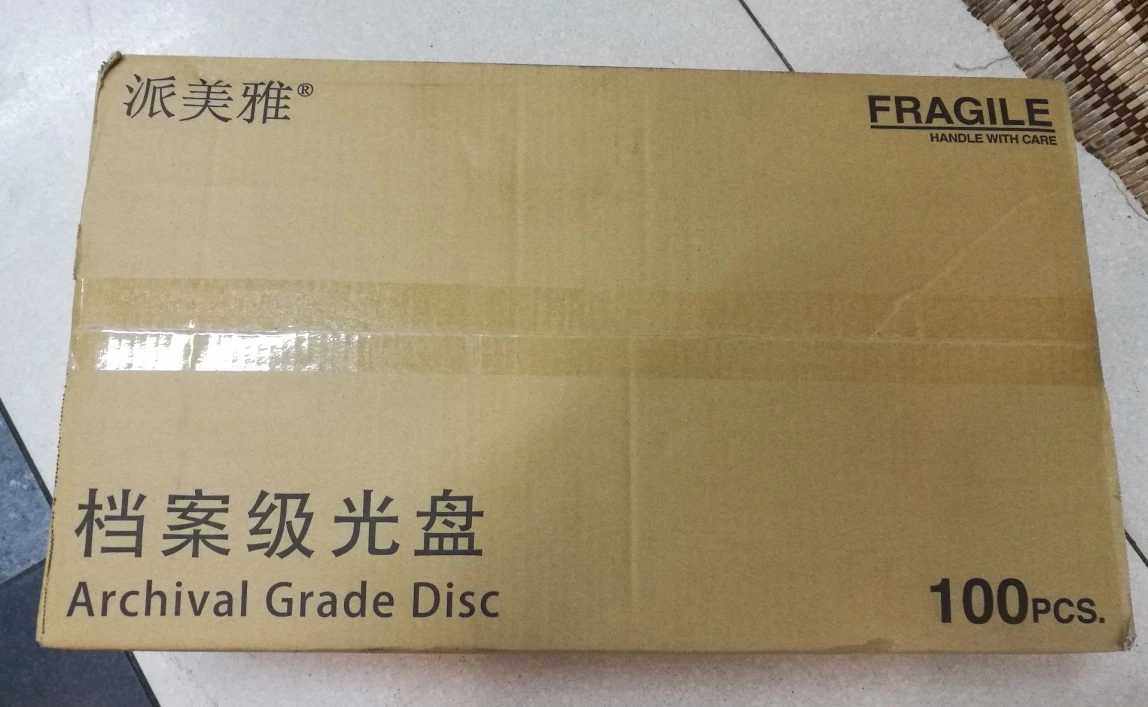 派美雅®
FRAGILE
HANDLE WITH CARE
档案级光盘
Archival Grade Disc
100PCS.